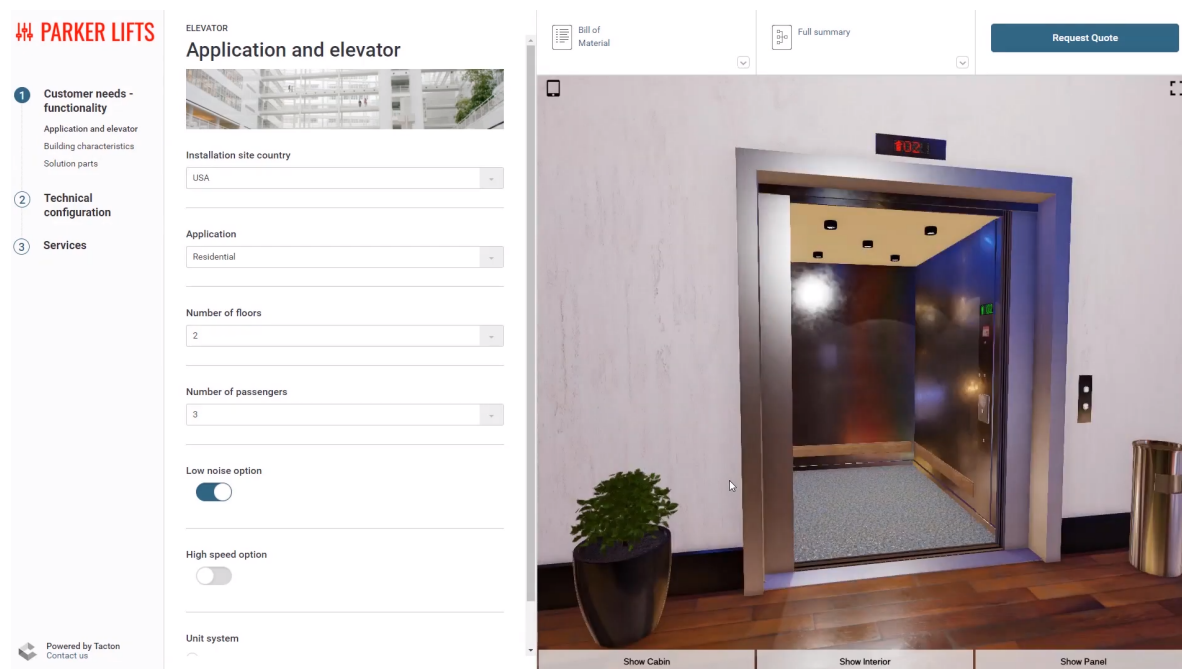 PARKER LIFTS
1
Customer needs -
functionality
Application and elevator
Building characteristics
Solution parts
2
Technical
configuration
3
Services
Powered by Tacton
Contact us
ELEVATOR
Application and elevator
Installation site country
USA
Application
Residential
Number of floors
2
Number of passengers
3
Low noise option
High speed option
Unit system
Bill of
Material
Full summary
Request Quote
Show Cabin
Show Interior
Show Panel